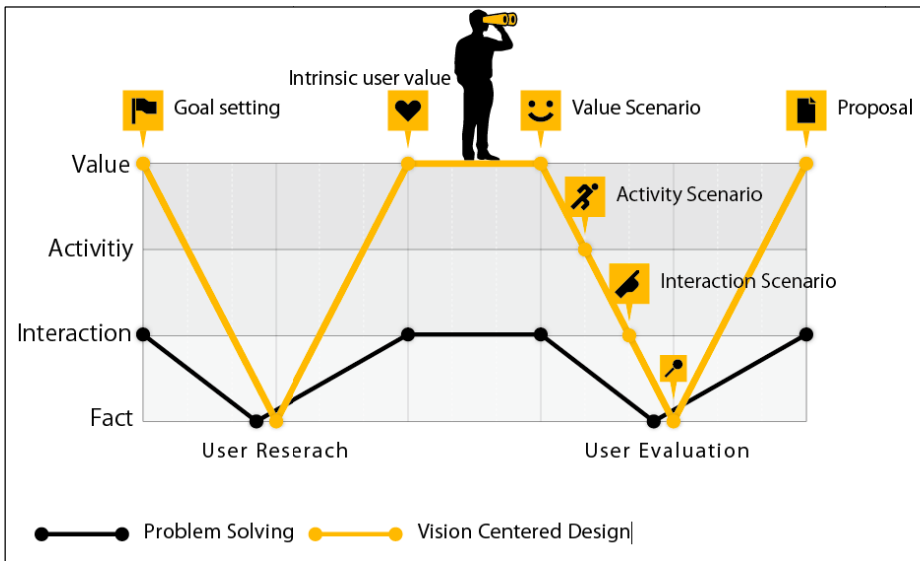 Intrinsic user value
Goal setting
Value Scenario
Proposal
Value
Activity Scenario
Activitiy
Interaction Scenario
Interaction
Fact
User Reserach
User Evaluation
Problem Solving
Vision Centered Design